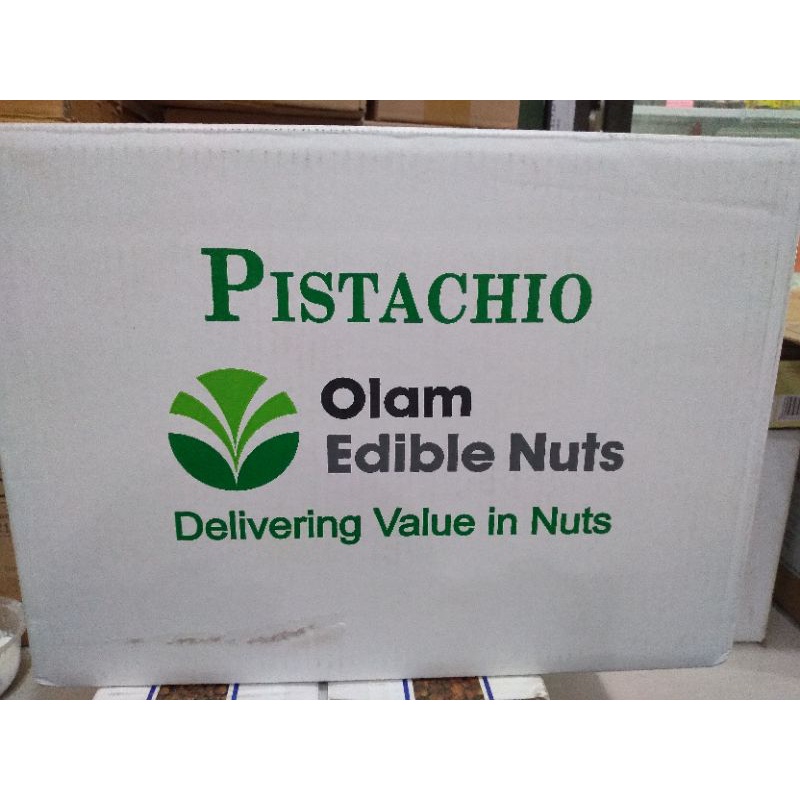 PISTACHIO
Olam
Edible Nuts
Delivering Value in Nuts